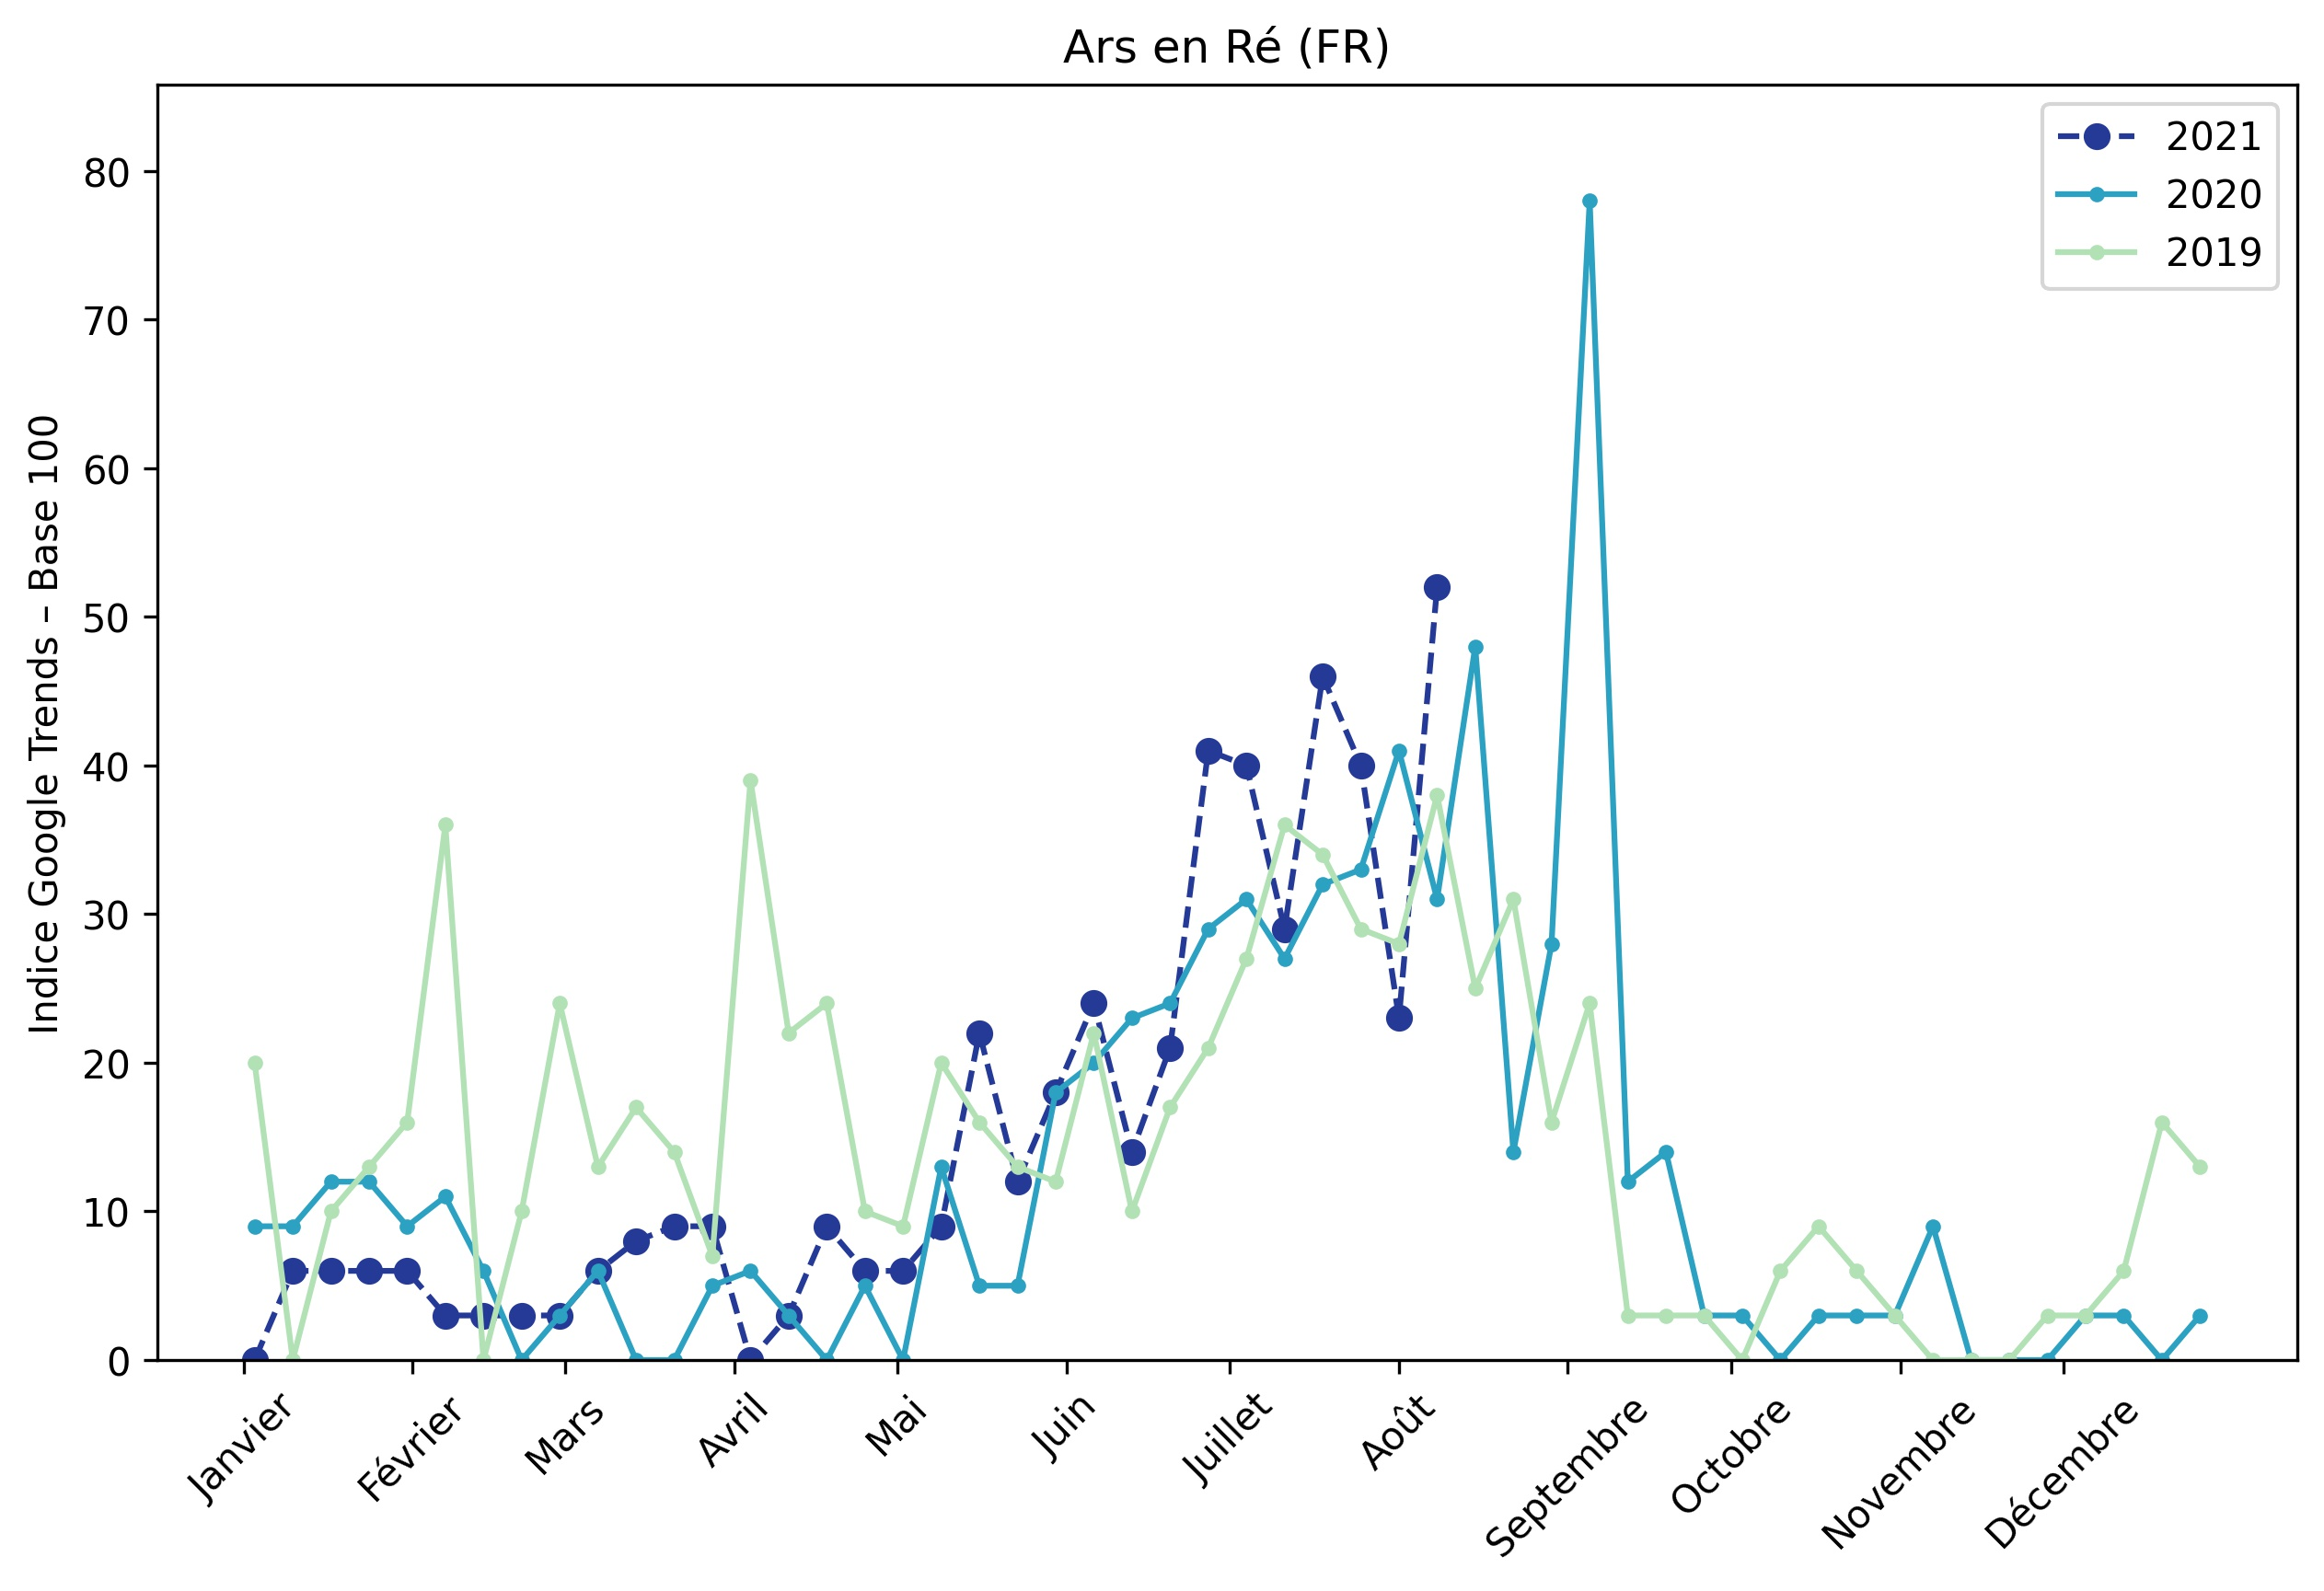 Ars en Ré (FR)
2021
2020
2019
Indice Google Trends – Base 100
80
70
60
50
40
30
20
10
0
Janvier
Février
Mars
Avril
Mai
Juin
Juillet
Août
Septembre
Octobre
Novembre
Décembre